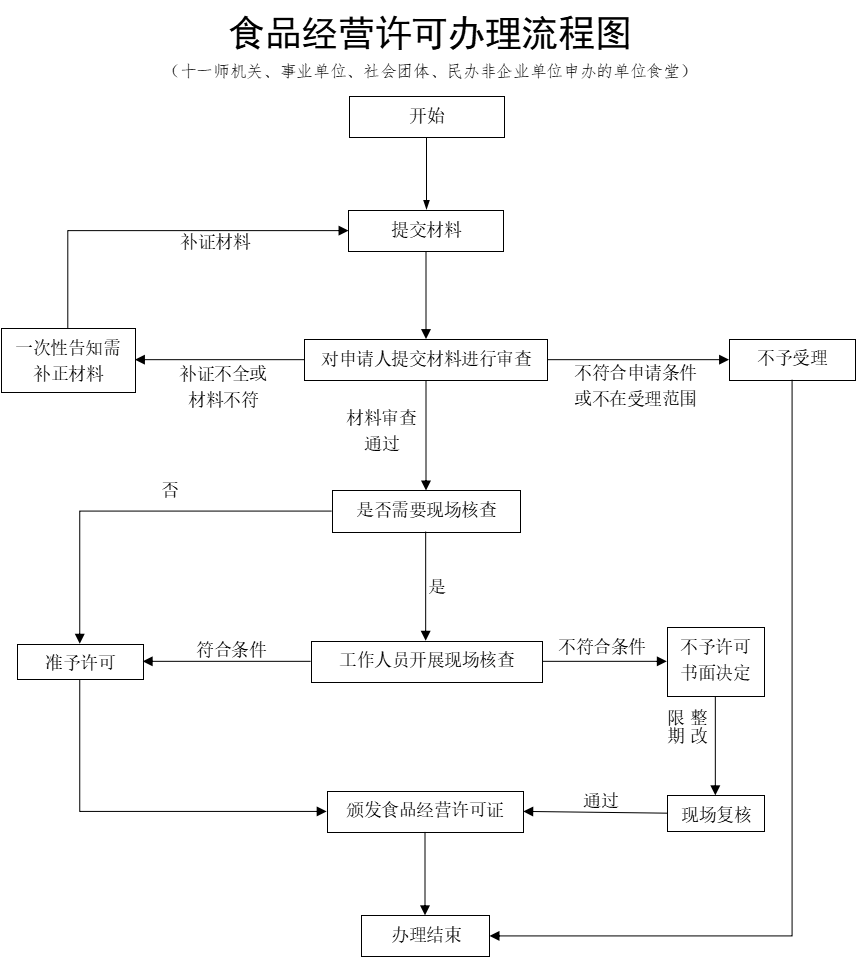 食品经营许可办理流程图
（十一师机关、事业单位、社会团体、民办非企业单位申办的单位食堂）
开始
提交材料
补证材料
一次性告知需
补正材料
对申请人提交材料进行审查
不予受理
补证不全或
材料不符
不符合申请条件
或不在受理范围
材料审查
通过
否
是否需要现场核查
是
准予许可
符合条件
工作人员开展现场核查
不符合条件
不予许可
书面决定
限 整
期 改
颁发食品经营许可证
通过
现场复核
办理结束